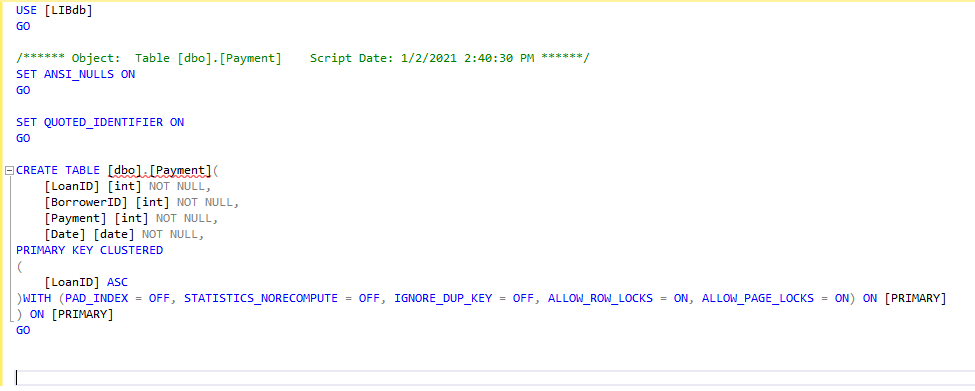 USE [LIBdb]
GO
/****** Object:  Table [dbo].[Payment]    Script Date: 1/2/2021 2:40:30 PM ******/
SET ANSI_NULLS ON
GO
SET QUOTED_IDENTIFIER ON
GO
CREATE TABLE [dbo].[Payment](
    [LoanID] [int] NOT NULL,
    [BorrowerID] [int] NOT NULL,
    [Payment] [int] NOT NULL,
    [Date] [date] NOT NULL,
PRIMARY KEY CLUSTERED
(
    [LoanID] ASC
)WITH (PAD_INDEX = OFF, STATISTICS_NORECOMPUTE = OFF, IGNORE_DUP_KEY = OFF, ALLOW_ROW_LOCKS = ON, ALLOW_PAGE_LOCKS = ON) ON [PRIMARY]
) ON [PRIMARY]
GO